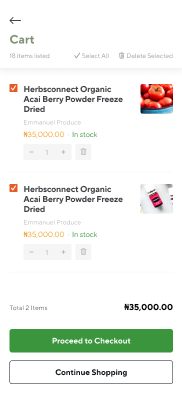 Cart
18 items listed
Select All
Delete Selected
Herbsconnect Organic
Acai Berry Powder Freeze
Dried
Emmanuel Produce
₦35,000.00 · In stock
− 1 +
Herbsconnect Organic
Acai Berry Powder Freeze
Dried
Emmanuel Produce
₦35,000.00 · In stock
− 1 +
Total 2 Items
₦35,000.00
Proceed to Checkout
Continue Shopping